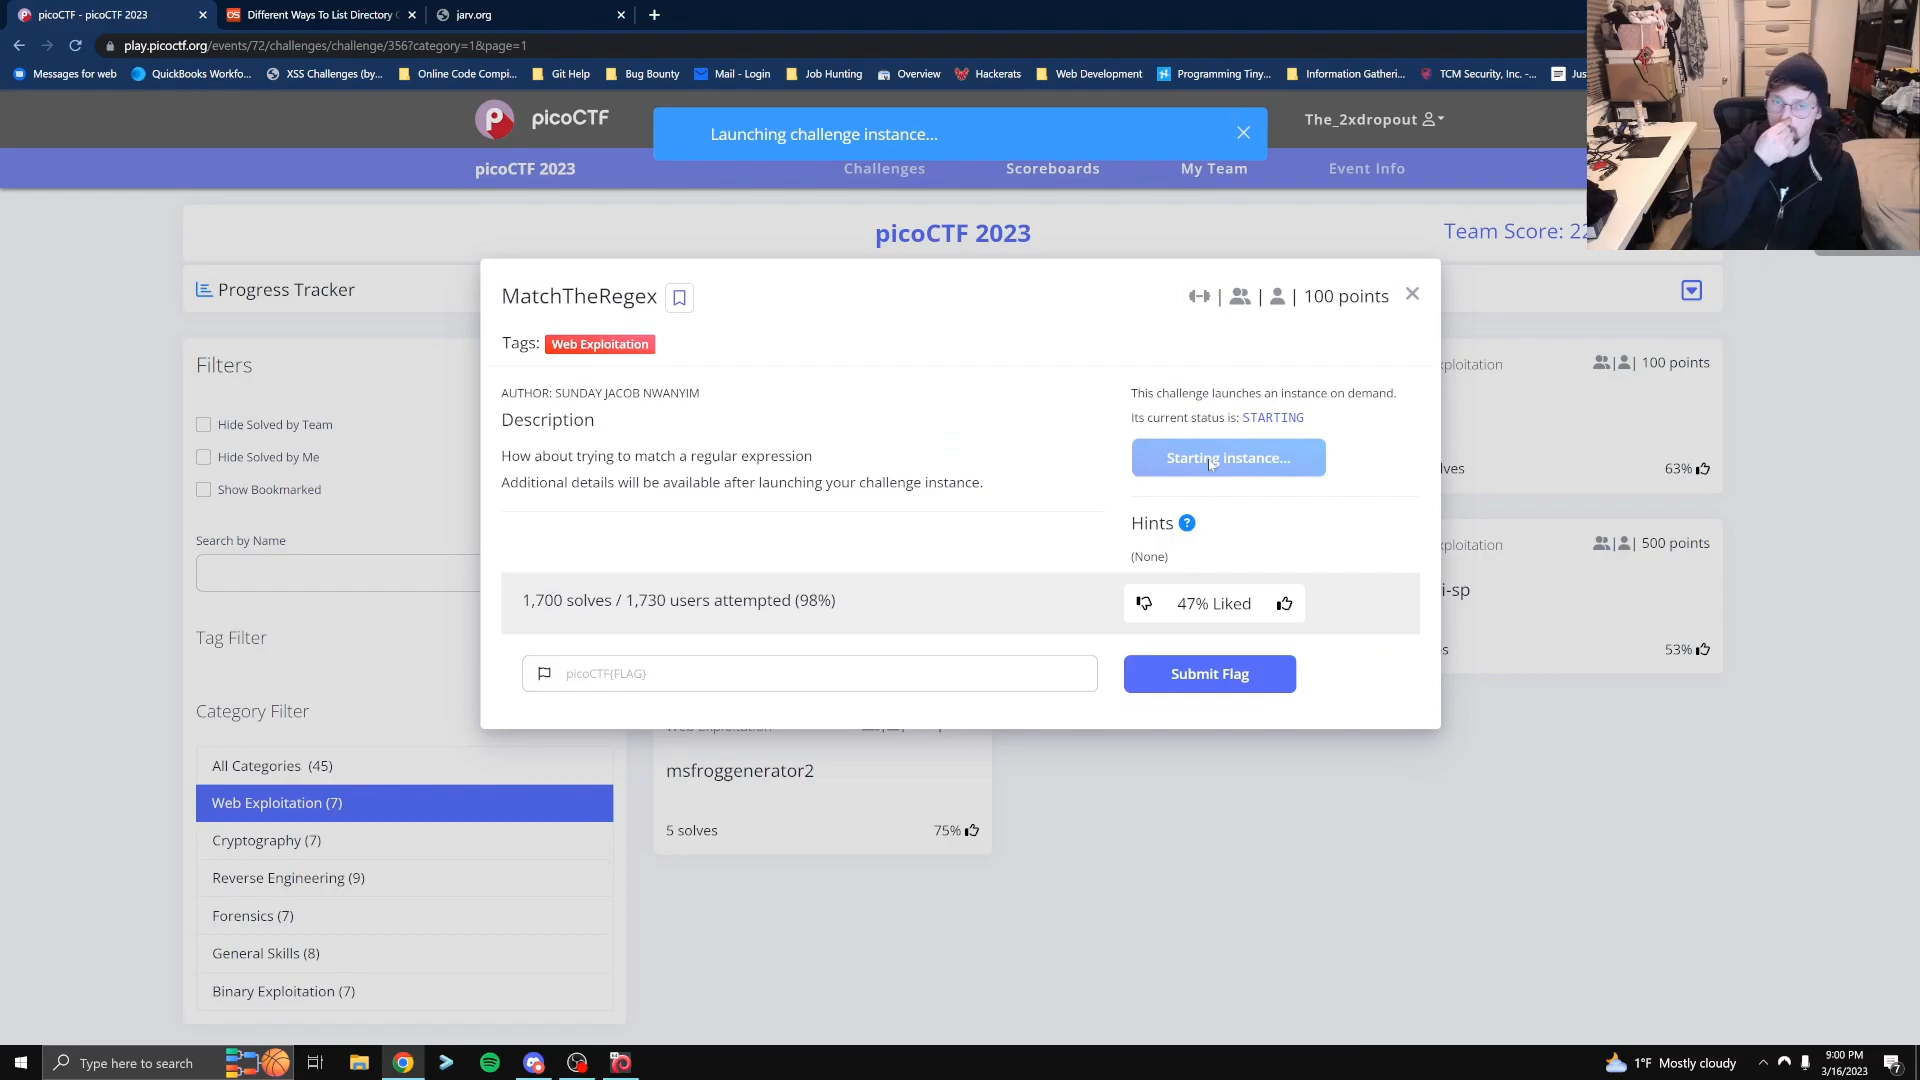 picoCTF - picoCTF 2023
Different Ways To List Directory
jarv.org
play.picoctf.org/events/72/challenges/challenge/356?category=1&page=1
Messages for web
QuickBooks Workfo...
XSS Challenges (by...
Online Code Compi...
Git Help
Bug Bounty
Mail - Login
Job Hunting
Overview
Hackerats
Web Development
Programming Tiny...
Information Gatheri...
TCM Security, Inc. -...
picoCTF
Launching challenge instance...
The_2xdropout
picoCTF 2023
Challenges
Scoreboards
My Team
Event Info
picoCTF 2023
Team Score: 22
Progress Tracker
MatchTheRegex
| | 100 points
Tags: Web Exploitation
AUTHOR: SUNDAY JACOB NWANYIM
Description
How about trying to match a regular expression
Additional details will be available after launching your challenge instance.
This challenge launches an instance on demand.
Its current status is: STARTING
Starting instance...
Hints ?
(None)
1,700 solves / 1,730 users attempted (98%)
47% Liked
picoCTF{FLAG}
Submit Flag
Filters
Hide Solved by Team
Hide Solved by Me
Show Bookmarked
Search by Name
Tag Filter
Category Filter
All Categories (45)
Web Exploitation (7)
Cryptography (7)
Reverse Engineering (9)
Forensics (7)
General Skills (8)
Binary Exploitation (7)
xploitation
| | 100 points
lves
63%
xploitation
| | 500 points
i-sp
s
53%
msfroggenerator2
5 solves
75%
Type here to search
1°F Mostly cloudy
9:00 PM
3/16/2023
7